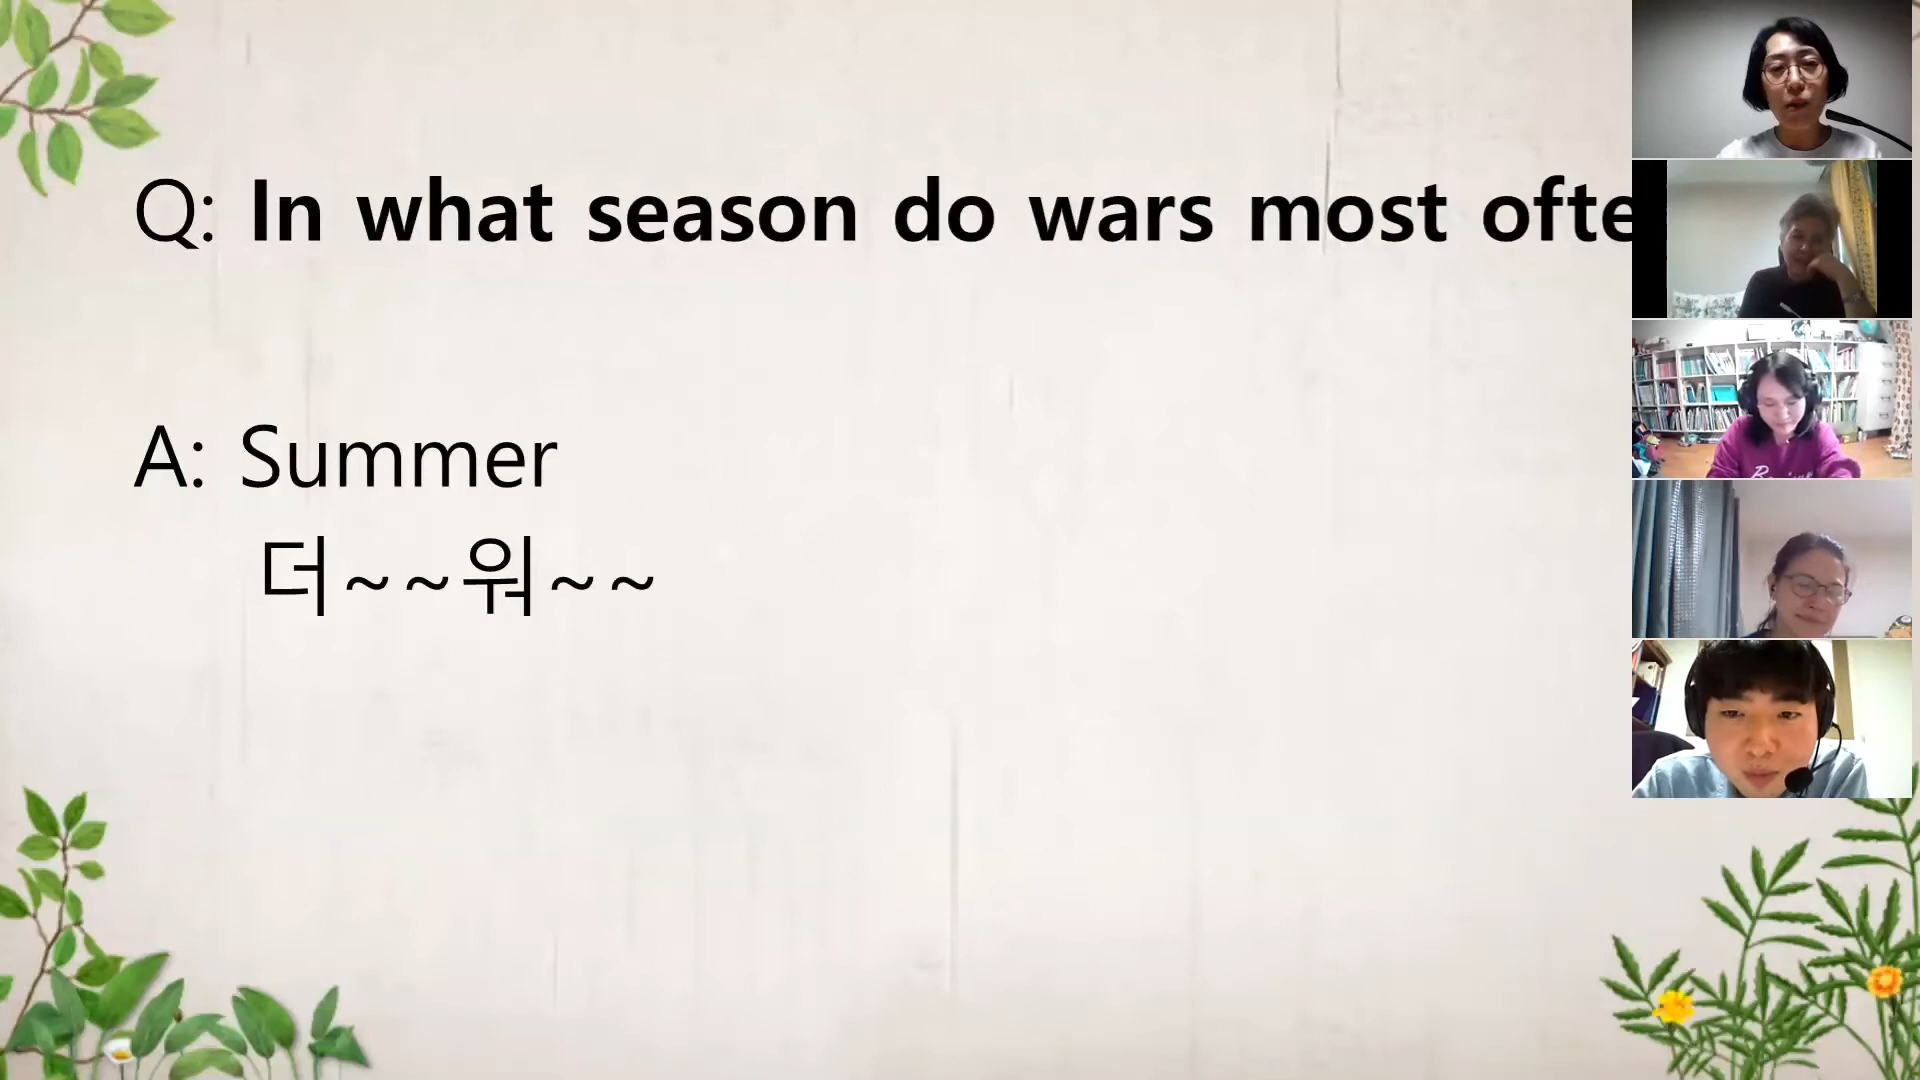 Q: In what season do wars most ofte
A: Summer
더~~워~~